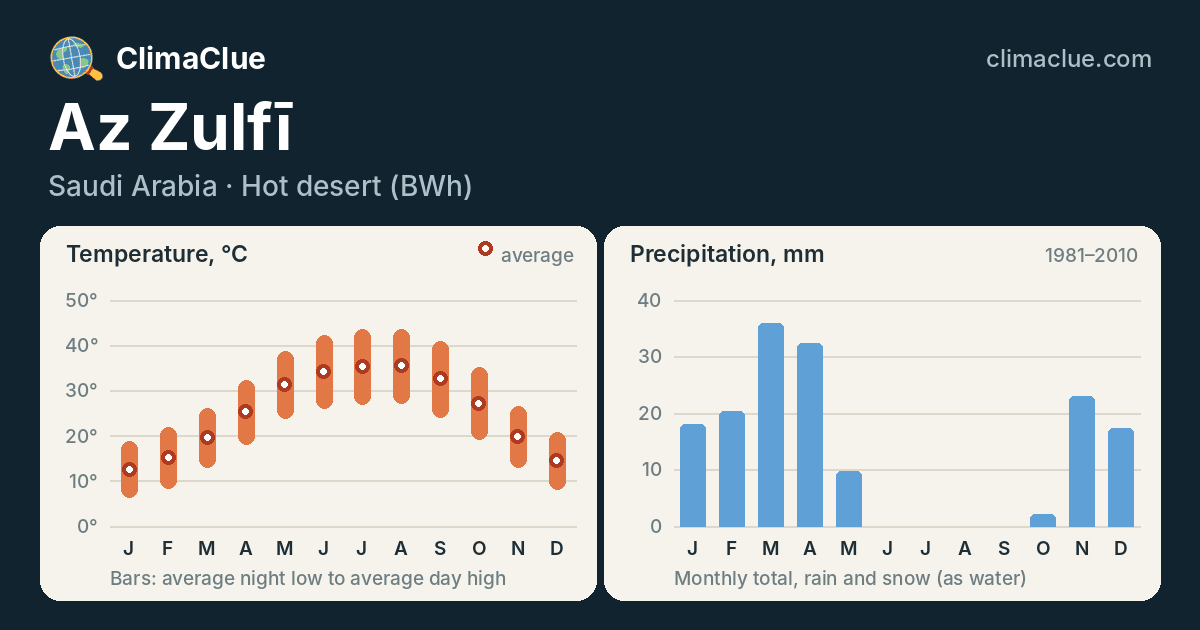 ClimaClue
climaclue.com
Az Zulfī
Saudi Arabia · Hot desert (BWh)
Temperature, °C
average
50°
40°
30°
20°
10°
0°
J F M A M J J A S O N D
Bars: average night low to average day high
Precipitation, mm
1981–2010
40
30
20
10
0
J F M A M J J A S O N D
Monthly total, rain and snow (as water)